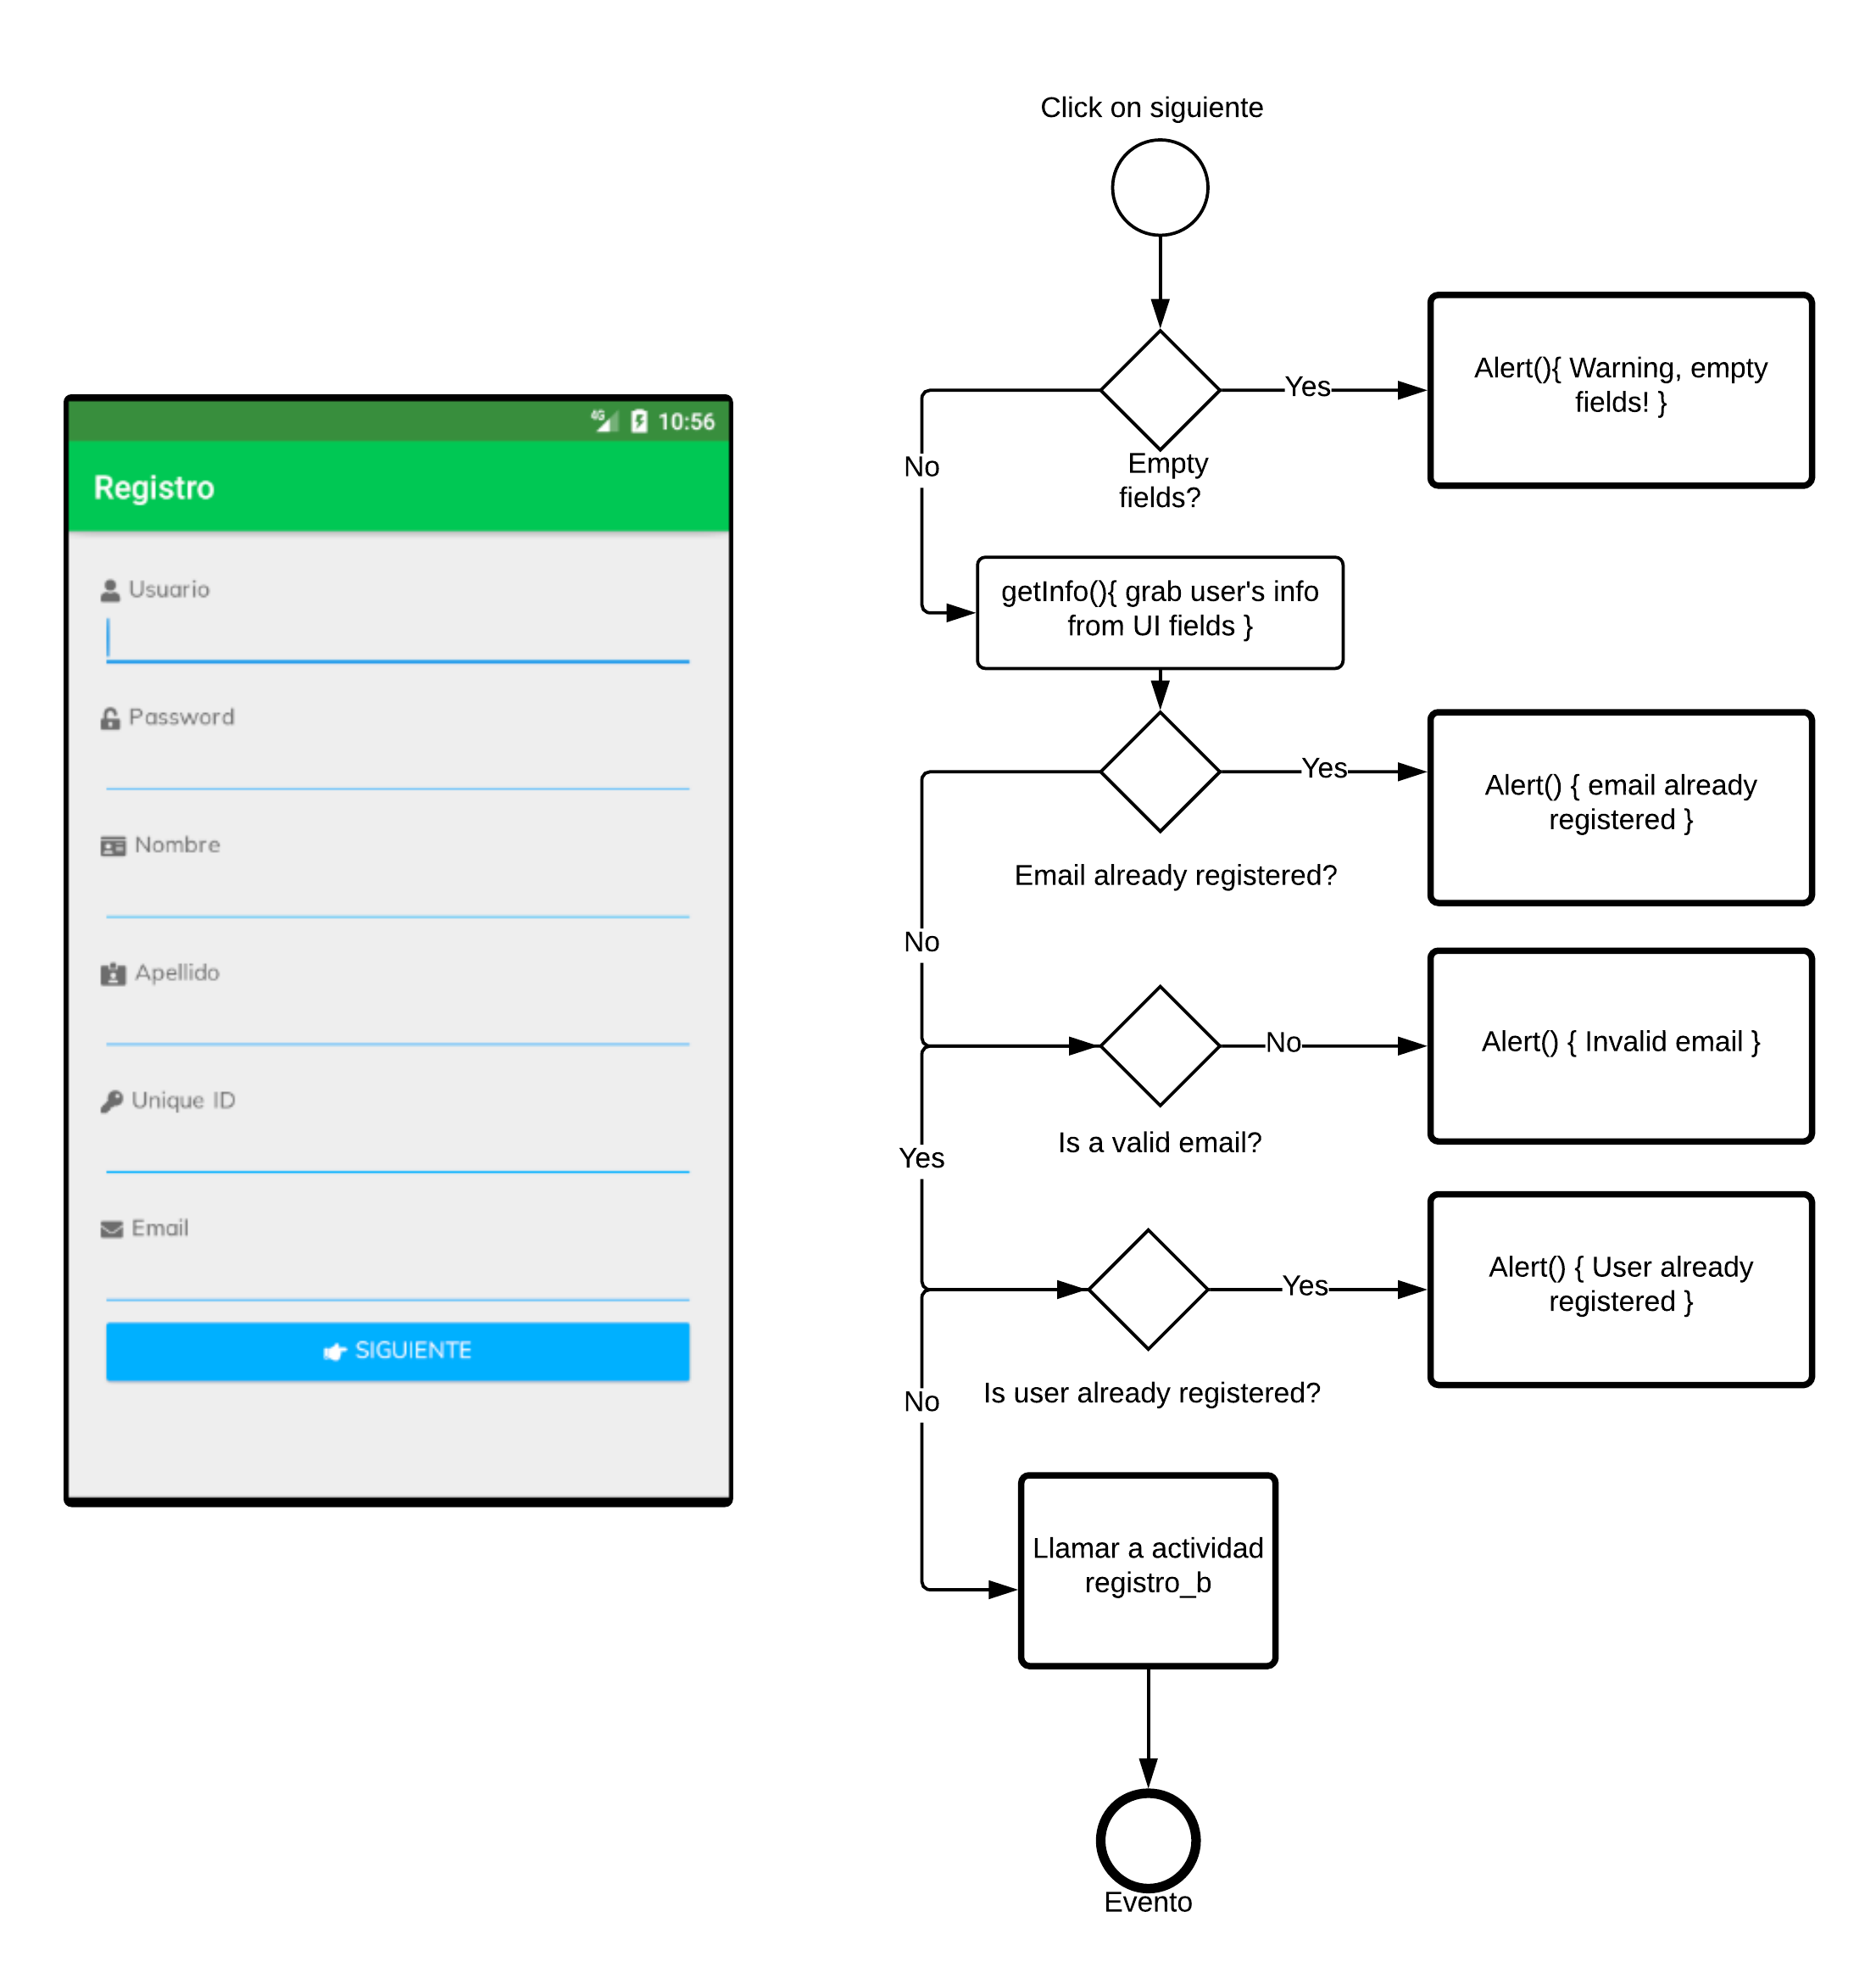 4G 10:56
Registro
Usuario
Password
Nombre
Apellido
Unique ID
Email
SIGUIENTE
Click on siguiente
Yes
Alert(){ Warning, empty
fields! }
No
Empty
fields?
getInfo(){ grab user's info
from UI fields }
Yes
Alert() { email already
registered }
Email already registered?
No
No
Alert() { Invalid email }
Is a valid email?
Yes
Yes
Alert() { User already
registered }
Is user already registered?
No
Llamar a actividad
registro_b
Evento